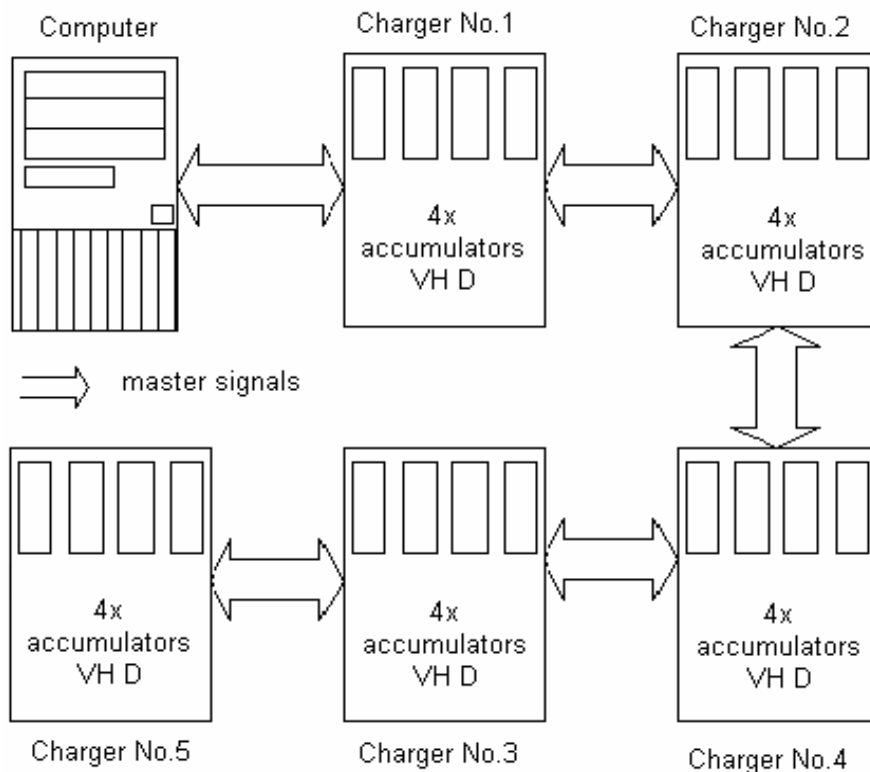 Computer
Charger No.1
Charger No.2
4x
accumulators
VH D
4x
accumulators
VH D
master signals
4x
accumulators
VH D
4x
accumulators
VH D
4x
accumulators
VH D
Charger No.5
Charger No.3
Charger No.4